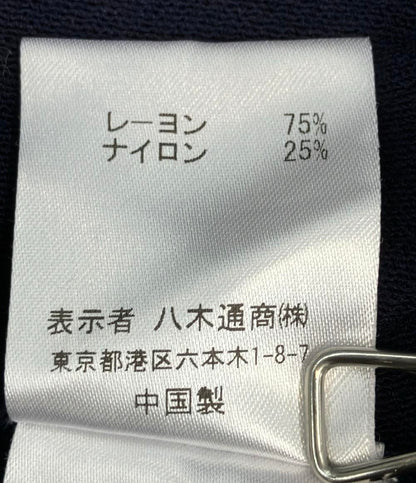 レーヨン 75%
ナイロン 25%
表示者 八木通商㈱
東京都港区六本木1-8-7
中国製